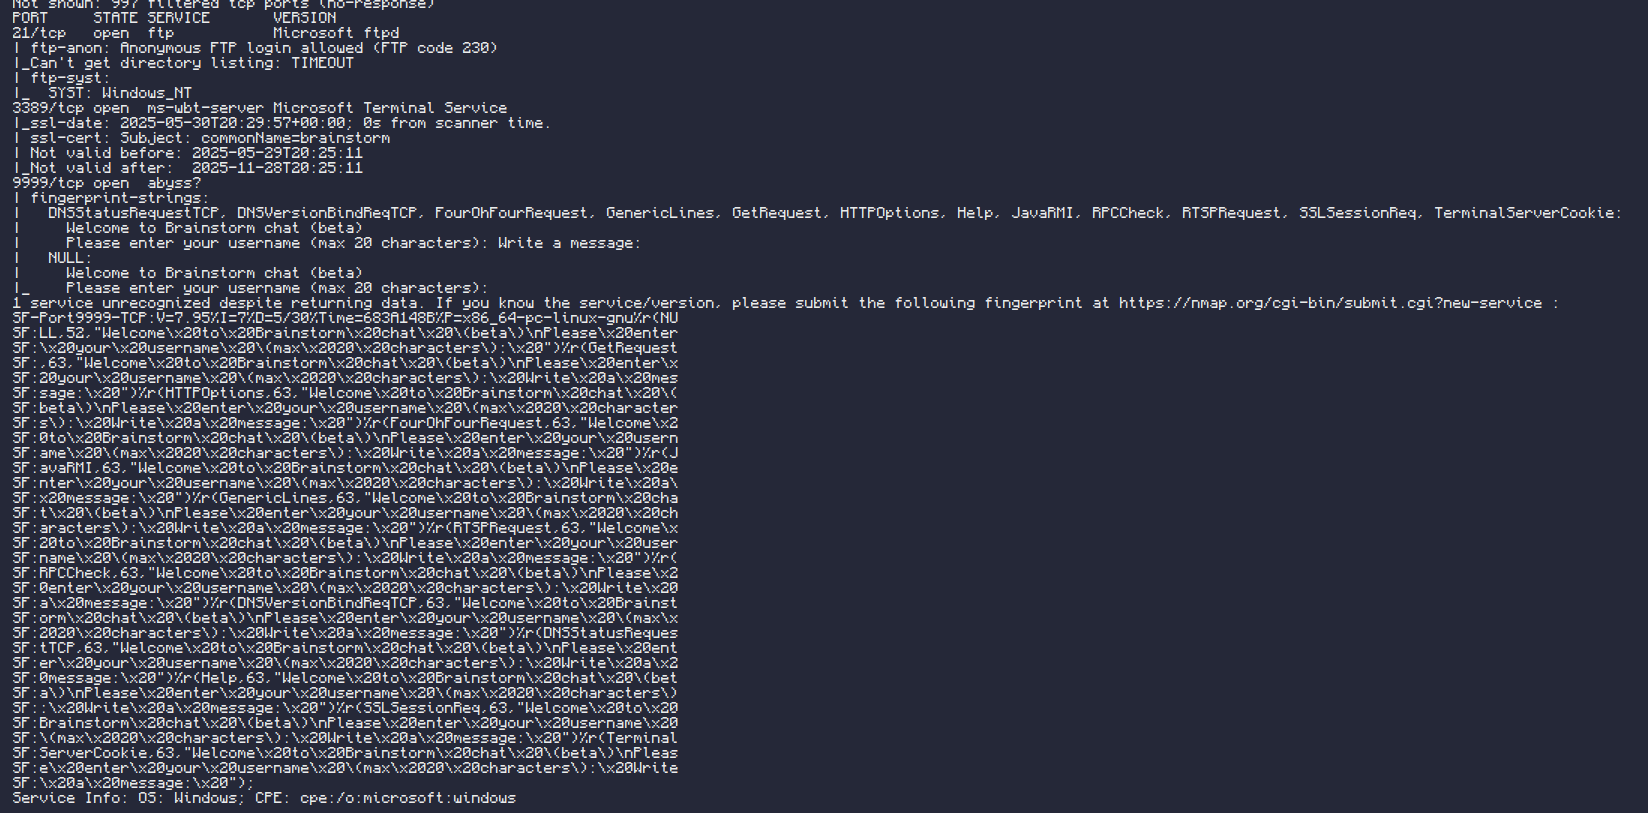 Not shown: 997 filtered tcp ports (no-response)
PORT     STATE SERVICE       VERSION
21/tcp   open  ftp           Microsoft ftpd
| ftp-anon: Anonymous FTP login allowed (FTP code 230)
|_Can't get directory listing: TIMEOUT
| ftp-syst:
|_  SYST: Windows_NT
3389/tcp open  ms-wbt-server Microsoft Terminal Service
|_ssl-date: 2025-05-30T20:29:57+00:00; 0s from scanner time.
| ssl-cert: Subject: commonName=brainstorm
| Not valid before: 2025-05-29T20:25:11
|_Not valid after:  2025-11-28T20:25:11
9999/tcp open  abyss?
| fingerprint-strings:
|   DNSStatusRequestTCP, DNSVersionBindReqTCP, FourOhFourRequest, GenericLines, GetRequest, HTTPOptions, Help, JavaRMI, RPCCheck, RTSPRequest, SSLSessionReq, TerminalServerCookie:
|     Welcome to Brainstorm chat (beta)
|     Please enter your username (max 20 characters): Write a message:
|   NULL:
|     Welcome to Brainstorm chat (beta)
|_    Please enter your username (max 20 characters):
1 service unrecognized despite returning data. If you know the service/version, please submit the following fingerprint at https://nmap.org/cgi-bin/submit.cgi?new-service :
SF-Port9999-TCP:V=7.95%I=7%D=5/30%Time=683A148B%P=x86_64-pc-linux-gnu%r(NU
SF:LL,52,"Welcome\x20to\x20Brainstorm\x20chat\x20\(beta\)\nPlease\x20enter
SF:\x20your\x20username\x20\(max\x2020\x20characters\):\x20")%r(GetRequest
SF:,63,"Welcome\x20to\x20Brainstorm\x20chat\x20\(beta\)\nPlease\x20enter\x
SF:20your\x20username\x20\(max\x2020\x20characters\):\x20Write\x20a\x20mes
SF:sage:\x20")%r(HTTPOptions,63,"Welcome\x20to\x20Brainstorm\x20chat\x20\(
SF:beta\)\nPlease\x20enter\x20your\x20username\x20\(max\x2020\x20character
SF:s\):\x20Write\x20a\x20message:\x20")%r(FourOhFourRequest,63,"Welcome\x2
SF:0to\x20Brainstorm\x20chat\x20\(beta\)\nPlease\x20enter\x20your\x20usern
SF:ame\x20\(max\x2020\x20characters\):\x20Write\x20a\x20message:\x20")%r(J
SF:avaRMI,63,"Welcome\x20to\x20Brainstorm\x20chat\x20\(beta\)\nPlease\x20e
SF:nter\x20your\x20username\x20\(max\x2020\x20characters\):\x20Write\x20a\
SF:x20message:\x20")%r(GenericLines,63,"Welcome\x20to\x20Brainstorm\x20cha
SF:t\x20\(beta\)\nPlease\x20enter\x20your\x20username\x20\(max\x2020\x20ch
SF:aracters\):\x20Write\x20a\x20message:\x20")%r(RTSPRequest,63,"Welcome\x
SF:20to\x20Brainstorm\x20chat\x20\(beta\)\nPlease\x20enter\x20your\x20user
SF:name\x20\(max\x2020\x20characters\):\x20Write\x20a\x20message:\x20")%r(
SF:RPCCheck,63,"Welcome\x20to\x20Brainstorm\x20chat\x20\(beta\)\nPlease\x2
SF:0enter\x20your\x20username\x20\(max\x2020\x20characters\):\x20Write\x20
SF:a\x20message:\x20")%r(DNSVersionBindReqTCP,63,"Welcome\x20to\x20Brainst
SF:orm\x20chat\x20\(beta\)\nPlease\x20enter\x20your\x20username\x20\(max\x
SF:2020\x20characters\):\x20Write\x20a\x20message:\x20")%r(DNSStatusReques
SF:tTCP,63,"Welcome\x20to\x20Brainstorm\x20chat\x20\(beta\)\nPlease\x20ent
SF:er\x20your\x20username\x20\(max\x2020\x20characters\):\x20Write\x20a\x2
SF:0message:\x20")%r(Help,63,"Welcome\x20to\x20Brainstorm\x20chat\x20\(bet
SF:a\)\nPlease\x20enter\x20your\x20username\x20\(max\x2020\x20characters\)
SF::\x20Write\x20a\x20message:\x20")%r(SSLSessionReq,63,"Welcome\x20to\x20
SF:Brainstorm\x20chat\x20\(beta\)\nPlease\x20enter\x20your\x20username\x20
SF:\(max\x2020\x20characters\):\x20Write\x20a\x20message:\x20")%r(Terminal
SF:ServerCookie,63,"Welcome\x20to\x20Brainstorm\x20chat\x20\(beta\)\nPleas
SF:e\x20enter\x20your\x20username\x20\(max\x2020\x20characters\):\x20Write
SF:\x20a\x20message:\x20");
Service Info: OS: Windows; CPE: cpe:/o:microsoft:windows